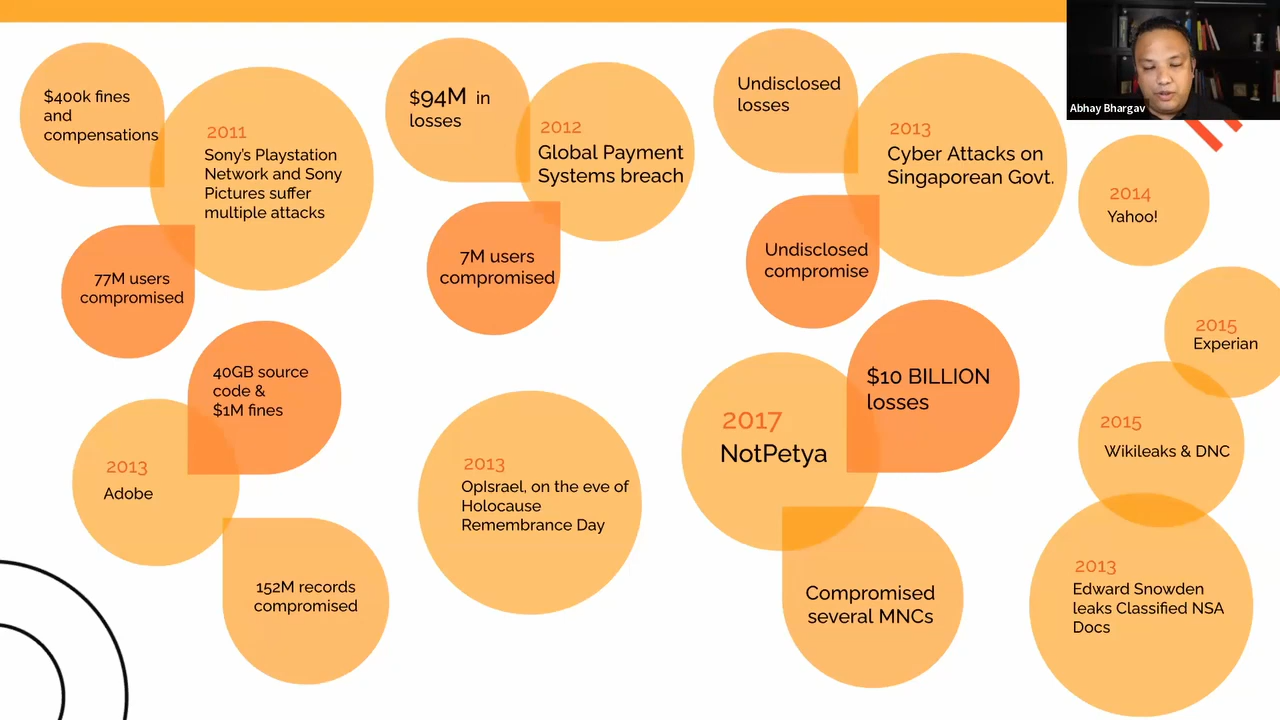 $400k fines
and
compensations
2011
Sony's Playstation
Network and Sony
Pictures suffer
multiple attacks
77M users
compromised
$94M in
losses
2012
Global Payment
Systems breach
7M users
compromised
Undisclosed
losses
2013
Cyber Attacks on
Singaporean Govt.
Undisclosed
compromise
Abhay Bhargav
2014
Yahoo!
2015
Experian
40GB source
code &
$1M fines
2013
Adobe
152M records
compromised
2013
OpIsrael, on the eve of
Holocause
Remembrance Day
2017
NotPetya
$10 BILLION
losses
Compromised
several MNCs
2015
Wikileaks & DNC
2013
Edward Snowden
leaks Classified NSA
Docs